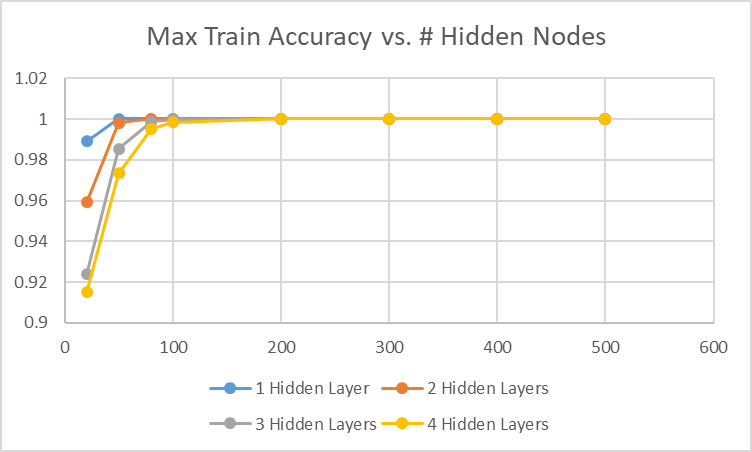 Max Train Accuracy vs. # Hidden Nodes
1.02
1
0.98
0.96
0.94
0.92
0.9
0 100 200 300 400 500 600
1 Hidden Layer 2 Hidden Layers
3 Hidden Layers 4 Hidden Layers